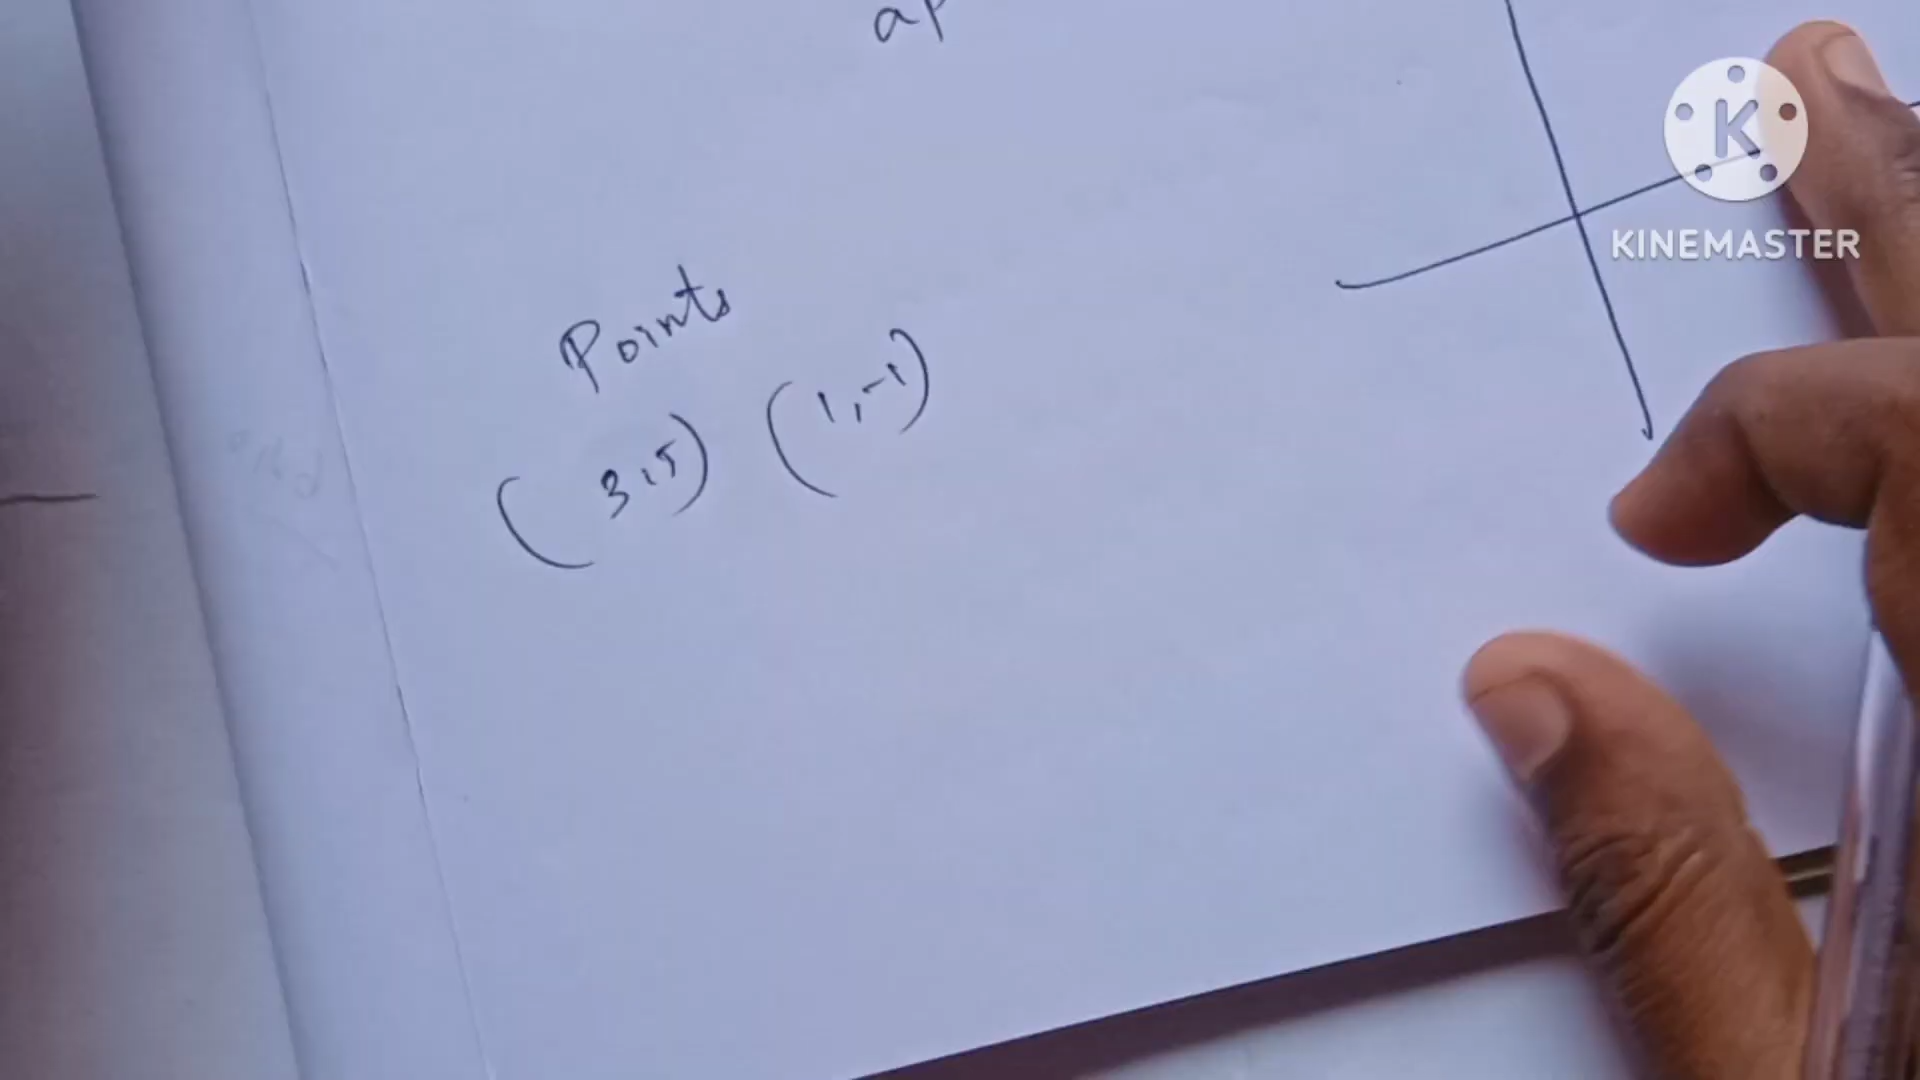 ap
K
KINEMASTER
Points
(3,5) (1,-1)